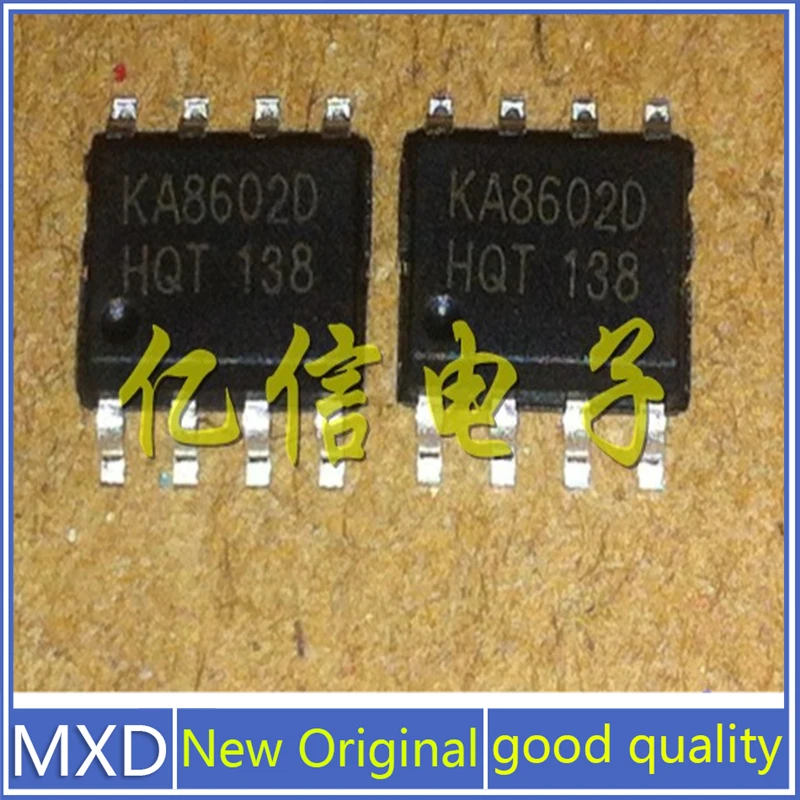 KA8602D
HQT 138
KA8602D
HQT 138
亿信电子
MXD
New Original
good quality